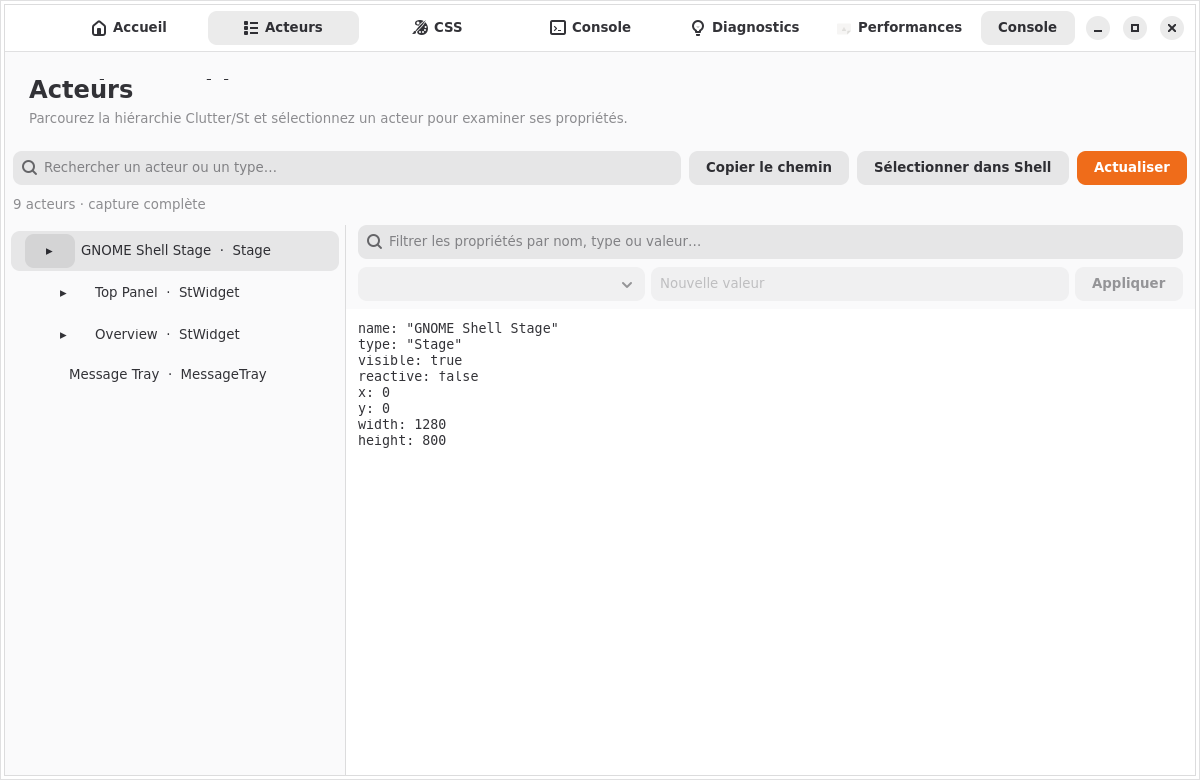 Accueil
Acteurs
CSS
Console
Diagnostics
Performances
Console
Acteurs
Parcourez la hiérarchie Clutter/St et sélectionnez un acteur pour examiner ses propriétés.
Rechercher un acteur ou un type…
Copier le chemin
Sélectionner dans Shell
Actualiser
9 acteurs · capture complète
GNOME Shell Stage · Stage
Top Panel · StWidget
Overview · StWidget
Message Tray · MessageTray
Filtrer les propriétés par nom, type ou valeur…
Nouvelle valeur
Appliquer
name: "GNOME Shell Stage"
type: "Stage"
visible: true
reactive: false
x: 0
y: 0
width: 1280
height: 800